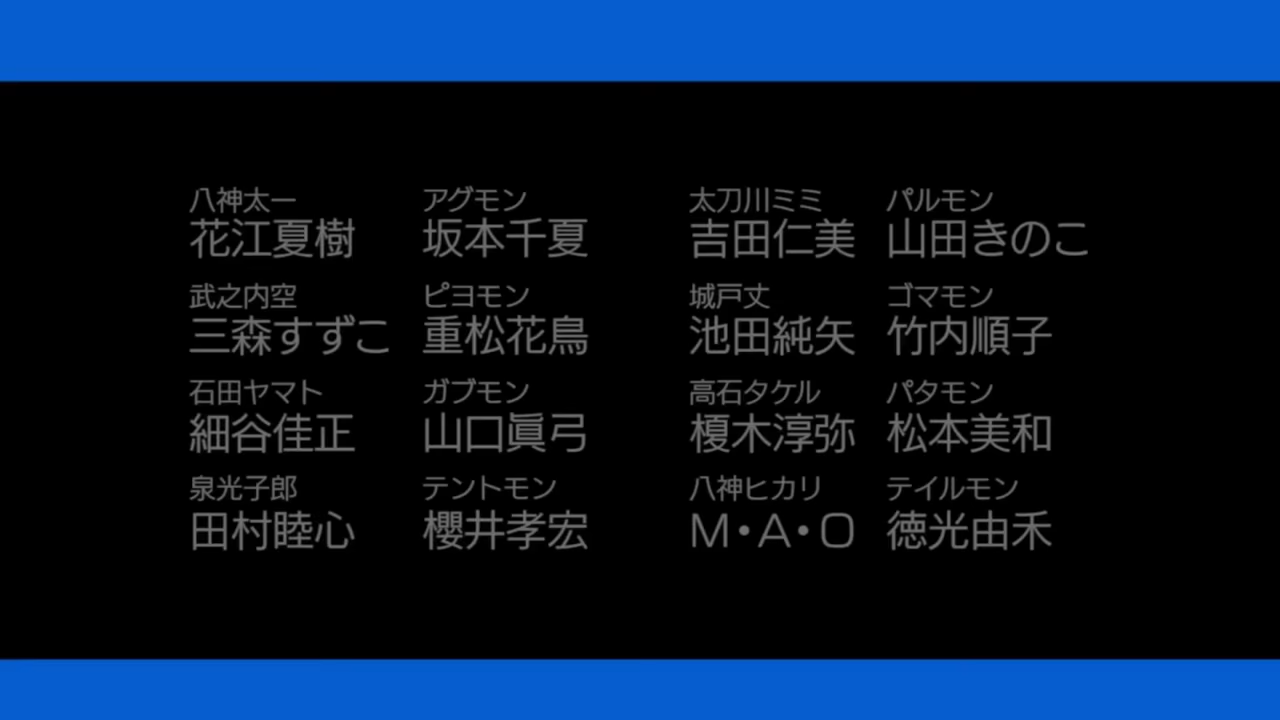 八神太一 アグモン 太刀川ミミ パルモン
花江夏樹 坂本千夏 吉田仁美 山田きのこ
武之内空 ピヨモン 城戸丈 ゴマモン
三森すずこ 重松花鳥 池田純矢 竹内順子
石田ヤマト ガブモン 高石タケル パタモン
細谷佳正 山口眞弓 榎木淳弥 松本美和
泉光子郎 テントモン 八神ヒカリ テイルモン
田村睦心 櫻井孝宏 M・A・O 徳光由禾